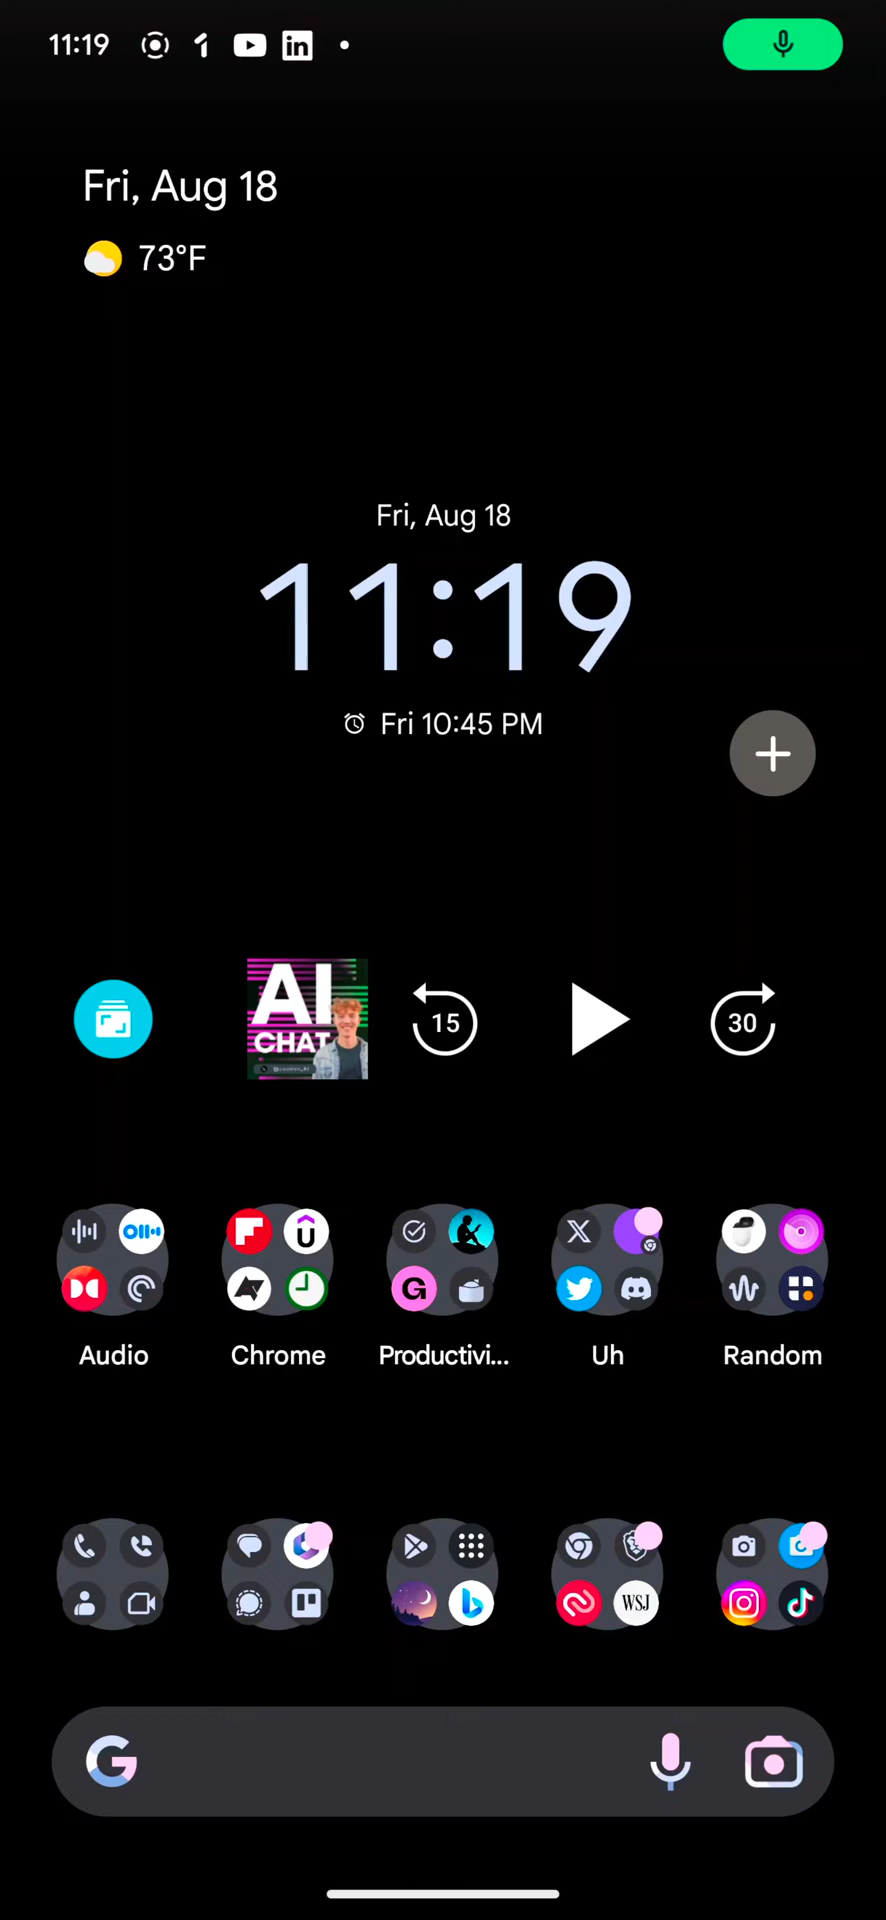 11:19
Fri, Aug 18
73°F
Fri, Aug 18
11:19
Fri 10:45 PM
AI
CHAT
15
30
Audio
Chrome
Productivi...
Uh
Random
WSJ